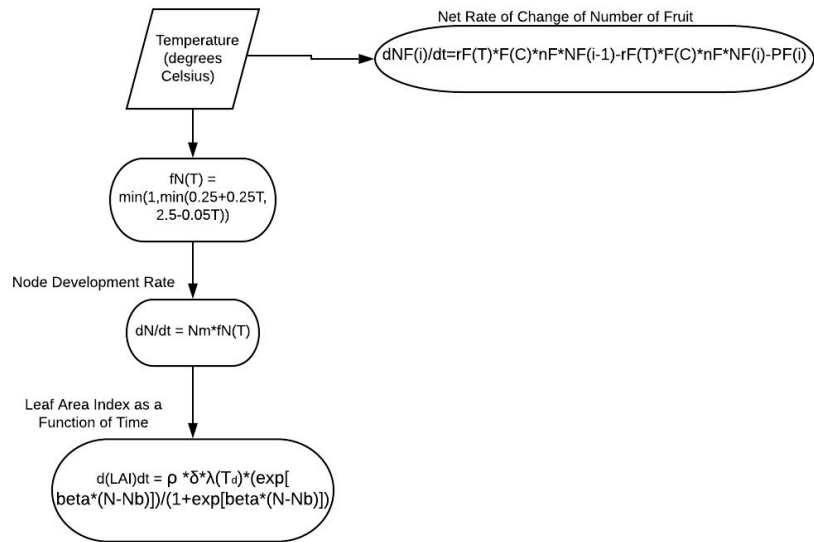 Temperature
(degrees
Celsius)
Net Rate of Change of Number of Fruit
dNF(i)/dt=rF(T)*F(C)*nF*NF(i-1)-rF(T)*F(C)*nF*NF(i)-PF(i)
fN(T) =
min(1,min(0.25+0.25T,
2.5-0.05T))
Node Development Rate
dN/dt = Nm*fN(T)
Leaf Area Index as a
Function of Time
d(LAI)dt = ρ *δ*λ(Td)*(exp[
beta*(N-Nb)])/(1+exp[beta*(N-Nb)])